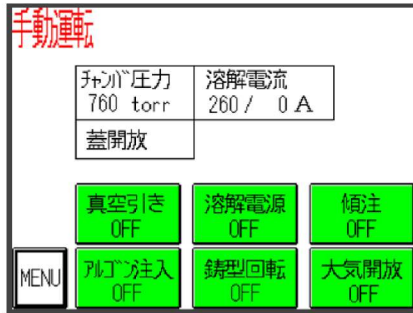 手動運転
チャンバ圧力 溶解電流
760 torr 260/ 0 A
蓋開放
真空引き 溶解電源 傾注
OFF OFF OFF
MENU アルゴン注入 鋳型回転 大気開放
OFF OFF OFF